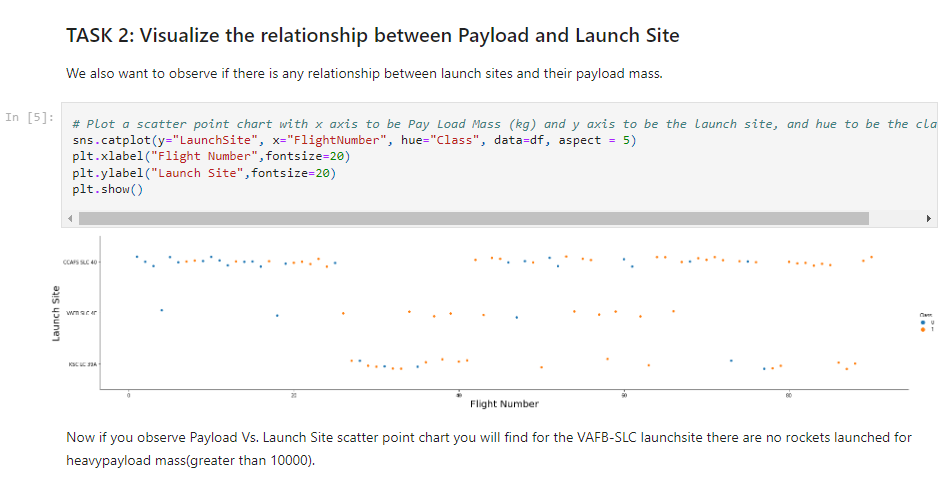 TASK 2: Visualize the relationship between Payload and Launch Site
We also want to observe if there is any relationship between launch sites and their payload mass.
In [5]:
# Plot a scatter point chart with x axis to be Pay Load Mass (kg) and y axis to be the launch site, and hue to be the cla
sns.catplot(y="LaunchSite", x="FlightNumber", hue="Class", data=df, aspect = 5)
plt.xlabel("Flight Number",fontsize=20)
plt.ylabel("Launch Site",fontsize=20)
plt.show()
CCAFS SLC 40
VAFB SLC 4E
KSC LC 39A
Launch Site
Class
0
1
0 20 40 60 80
Flight Number
Now if you observe Payload Vs. Launch Site scatter point chart you will find for the VAFB-SLC launchsite there are no rockets launched for
heavypayload mass(greater than 10000).